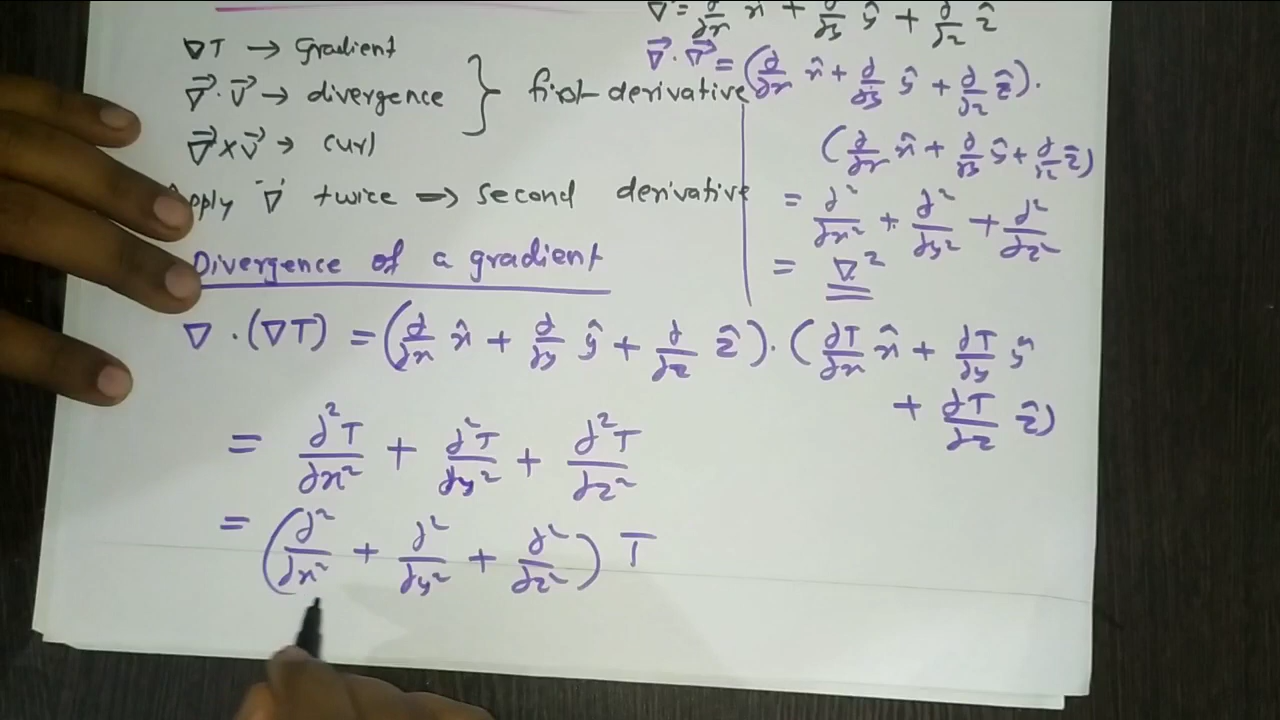 ∇T → Gradient
∇⃗ · v⃗ → divergence } first derivative
∇⃗ × v⃗ → curl
Apply '∇' twice → second derivative
Divergence of a gradient
∇ = ∂/∂x x̂ + ∂/∂y ŷ + ∂/∂z ẑ
∇⃗ · ∇⃗ = (∂/∂x x̂ + ∂/∂y ŷ + ∂/∂z ẑ) ·
(∂/∂x x̂ + ∂/∂y ŷ + ∂/∂z ẑ)
= ∂²/∂x² + ∂²/∂y² + ∂²/∂z²
= ∇²
∇ · (∇T) = (∂/∂x x̂ + ∂/∂y ŷ + ∂/∂z ẑ) · (∂T/∂x x̂ + ∂T/∂y ŷ
+ ∂T/∂z ẑ)
= ∂²T/∂x² + ∂²T/∂y² + ∂²T/∂z²
= (∂²/∂x² + ∂²/∂y² + ∂²/∂z²) T